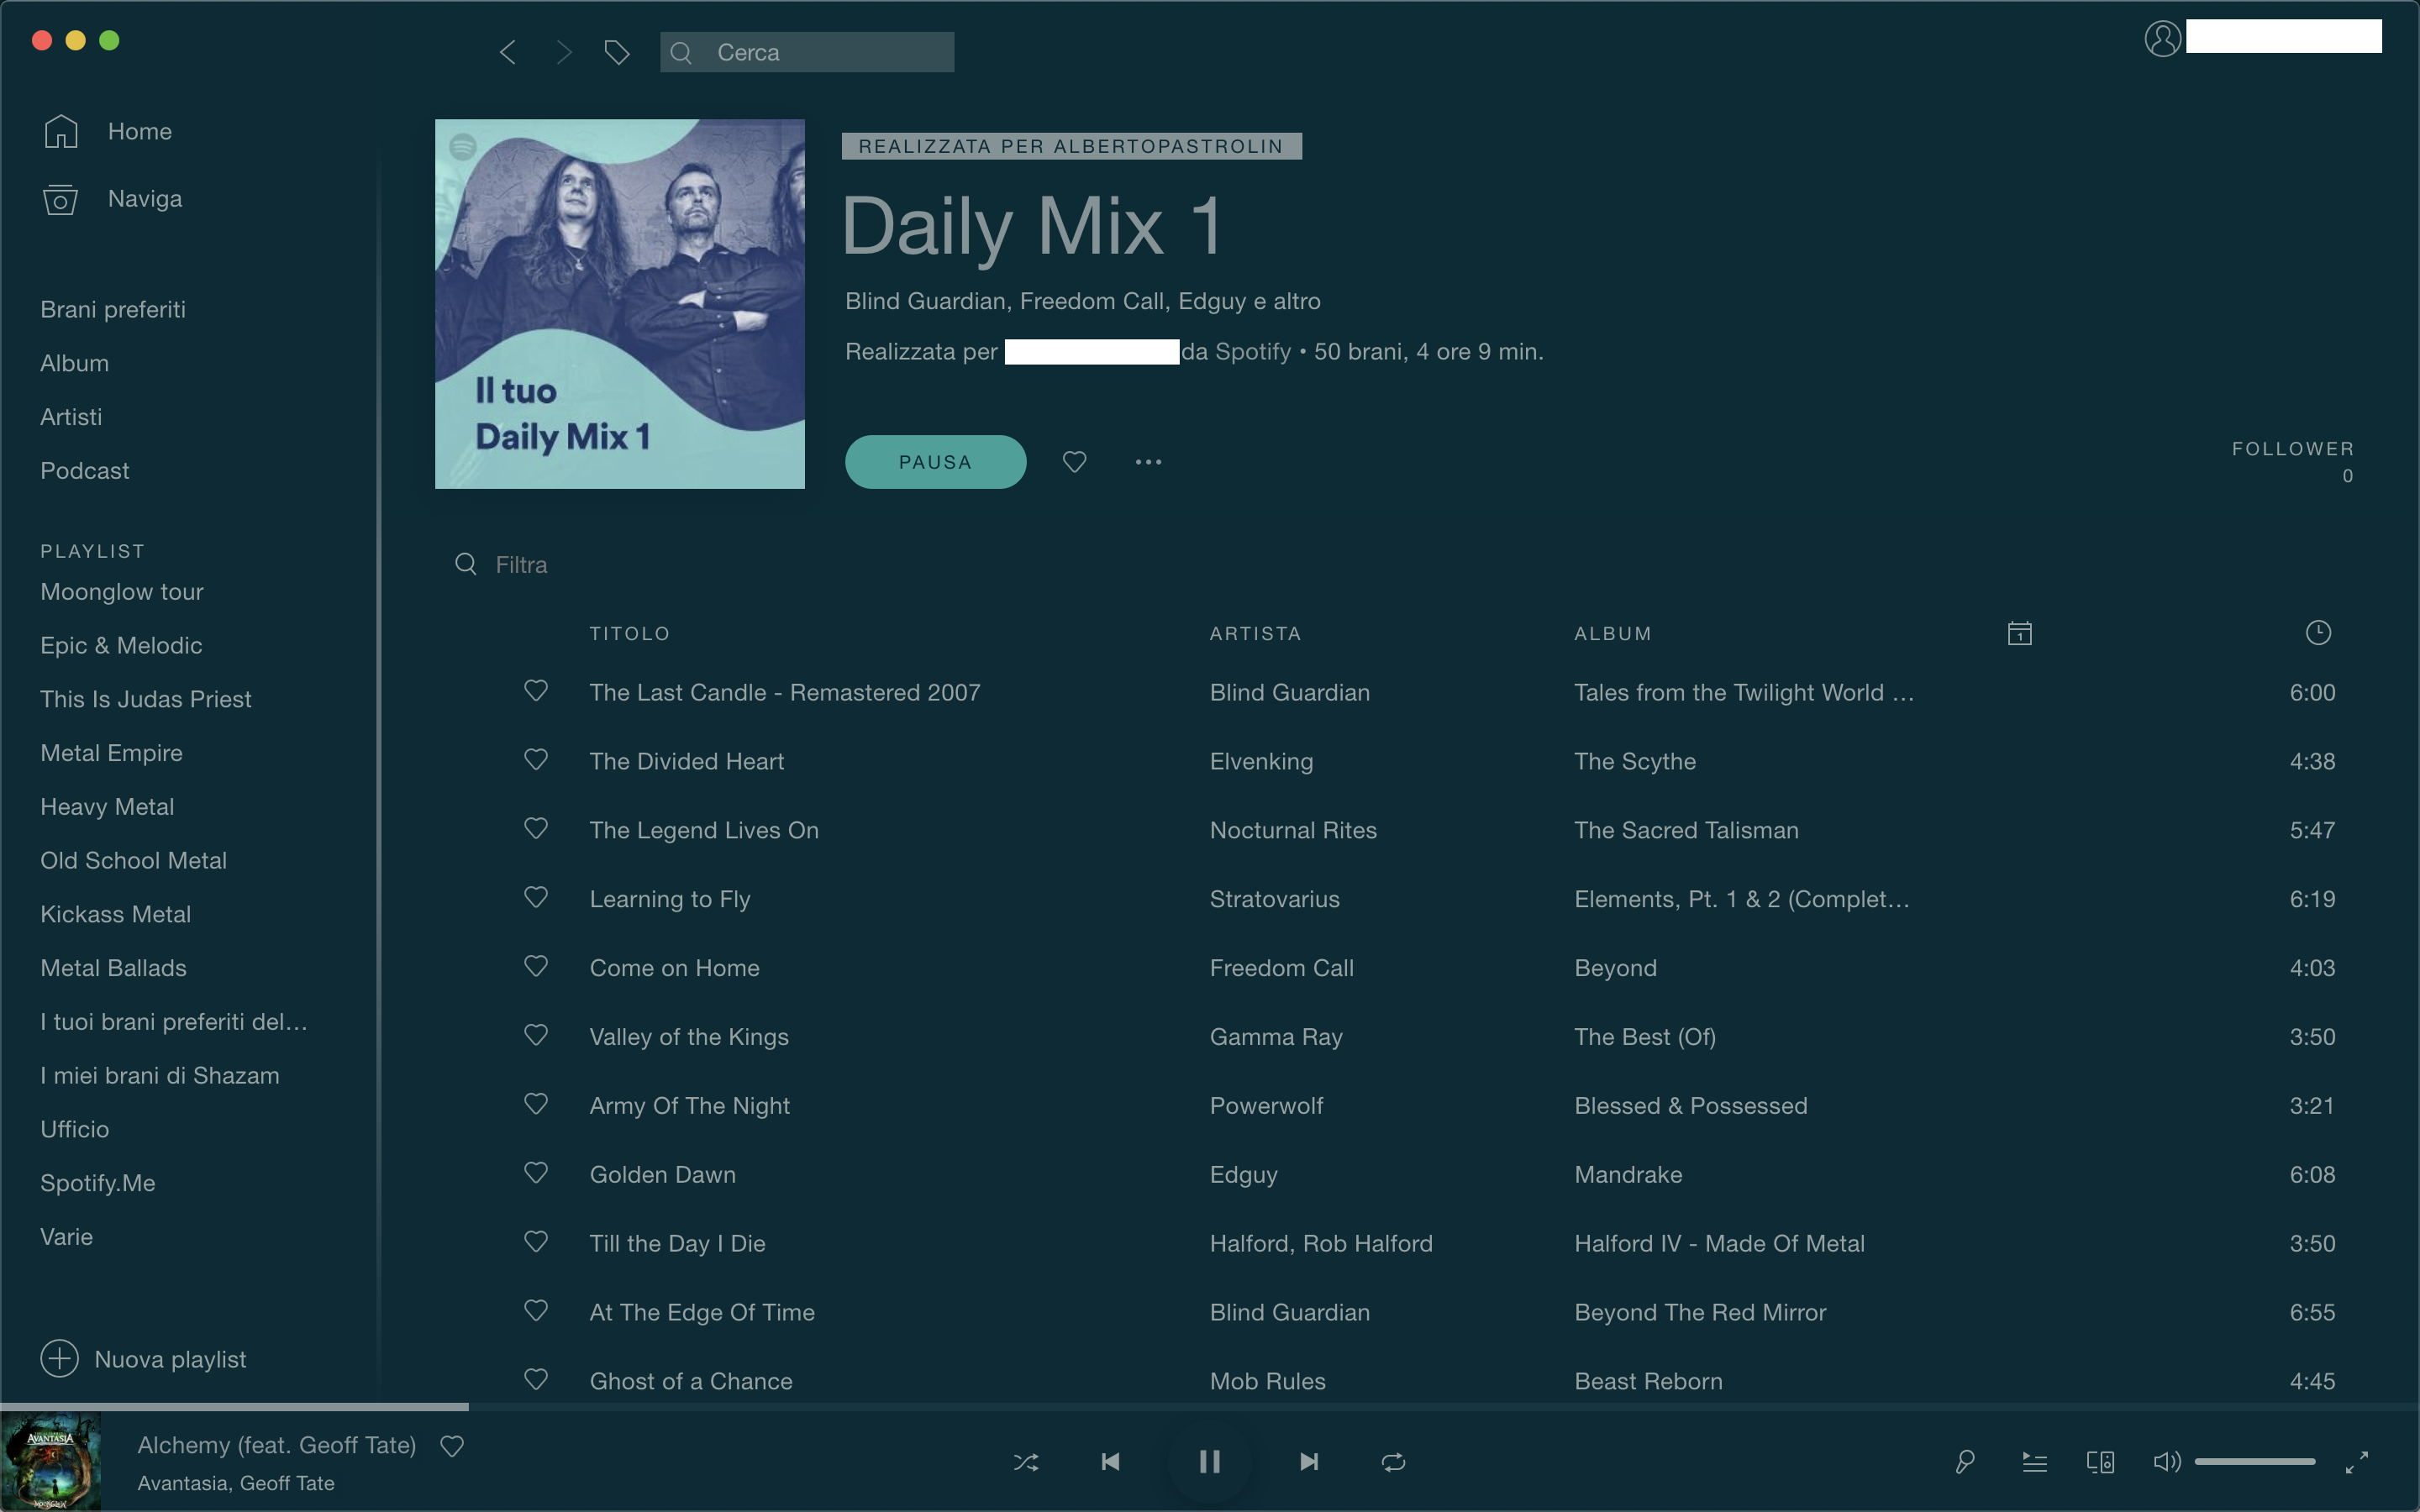 Cerca
Home
Naviga
Brani preferiti
Album
Artisti
Podcast
PLAYLIST
Moonglow tour
Epic & Melodic
This Is Judas Priest
Metal Empire
Heavy Metal
Old School Metal
Kickass Metal
Metal Ballads
I tuoi brani preferiti del…
I miei brani di Shazam
Ufficio
Spotify.Me
Varie
Nuova playlist
Il tuo
Daily Mix 1
REALIZZATA PER ALBERTOPASTROLIN
Daily Mix 1
Blind Guardian, Freedom Call, Edguy e altro
Realizzata per da Spotify • 50 brani, 4 ore 9 min.
PAUSA
FOLLOWER
0
Filtra
TITOLO ARTISTA ALBUM 1
The Last Candle - Remastered 2007 Blind Guardian Tales from the Twilight World … 6:00
The Divided Heart Elvenking The Scythe 4:38
The Legend Lives On Nocturnal Rites The Sacred Talisman 5:47
Learning to Fly Stratovarius Elements, Pt. 1 & 2 (Complet… 6:19
Come on Home Freedom Call Beyond 4:03
Valley of the Kings Gamma Ray The Best (Of) 3:50
Army Of The Night Powerwolf Blessed & Possessed 3:21
Golden Dawn Edguy Mandrake 6:08
Till the Day I Die Halford, Rob Halford Halford IV - Made Of Metal 3:50
At The Edge Of Time Blind Guardian Beyond The Red Mirror 6:55
Ghost of a Chance Mob Rules Beast Reborn 4:45
AVANTASIA
MOONGLOW
Alchemy (feat. Geoff Tate)
Avantasia, Geoff Tate